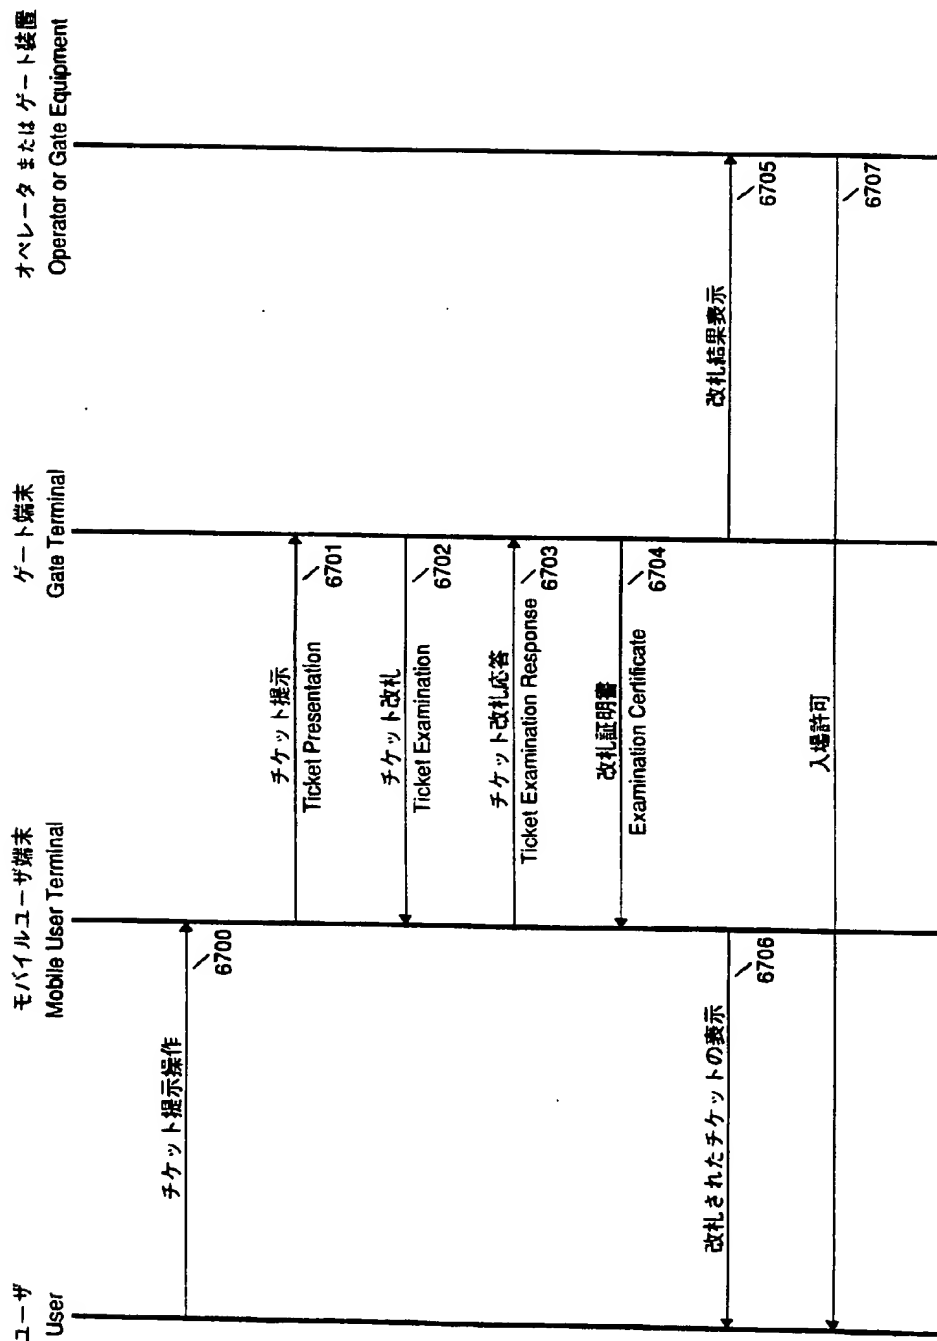 ユーザ
User
モバイルユーザ端末
Mobile User Terminal
ゲート端末
Gate Terminal
オペレータ または ゲート装置
Operator or Gate Equipment
チケット提示操作
6700
チケット提示
Ticket Presentation
6701
チケット改札
Ticket Examination
6702
チケット改札応答
Ticket Examination Response
6703
改札証明書
Examination Certificate
6704
改札結果表示
6705
改札されたチケットの表示
6706
入場許可
6707